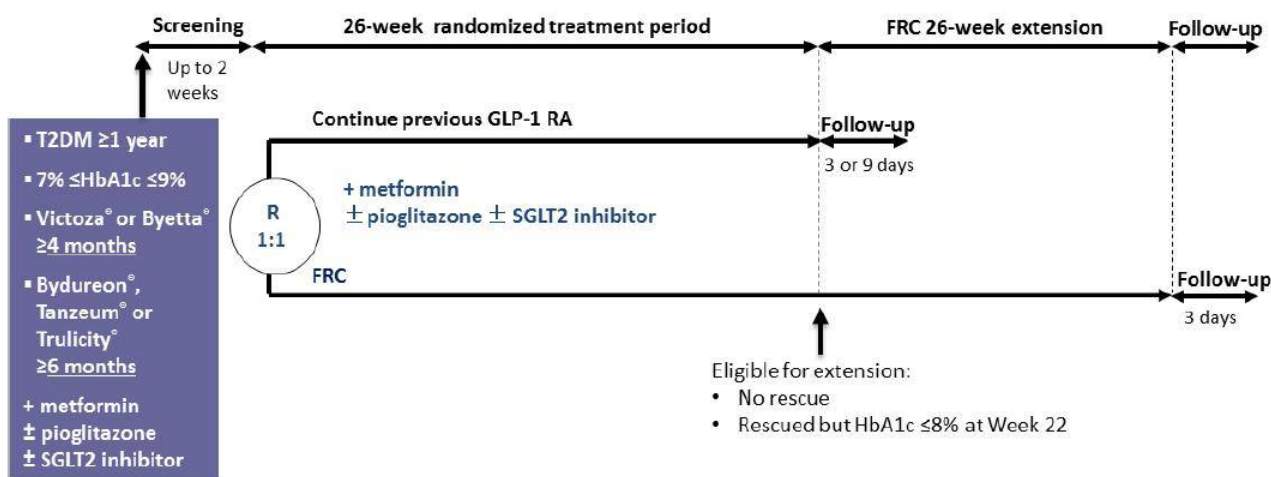 Screening
26-week randomized treatment period
FRC 26-week extension
Follow-up
Up to 2
weeks
▪ T2DM ≥1 year
▪ 7% ≤HbA1c ≤9%
▪ Victoza® or Byetta®
≥4 months
▪ Bydureon®,
Tanzeum® or
Trulicity®
≥6 months
+ metformin
± pioglitazone
± SGLT2 inhibitor
Continue previous GLP-1 RA
Follow-up
3 or 9 days
R
1:1
+ metformin
± pioglitazone ± SGLT2 inhibitor
FRC
Follow-up
3 days
Eligible for extension:
• No rescue
• Rescued but HbA1c ≤8% at Week 22